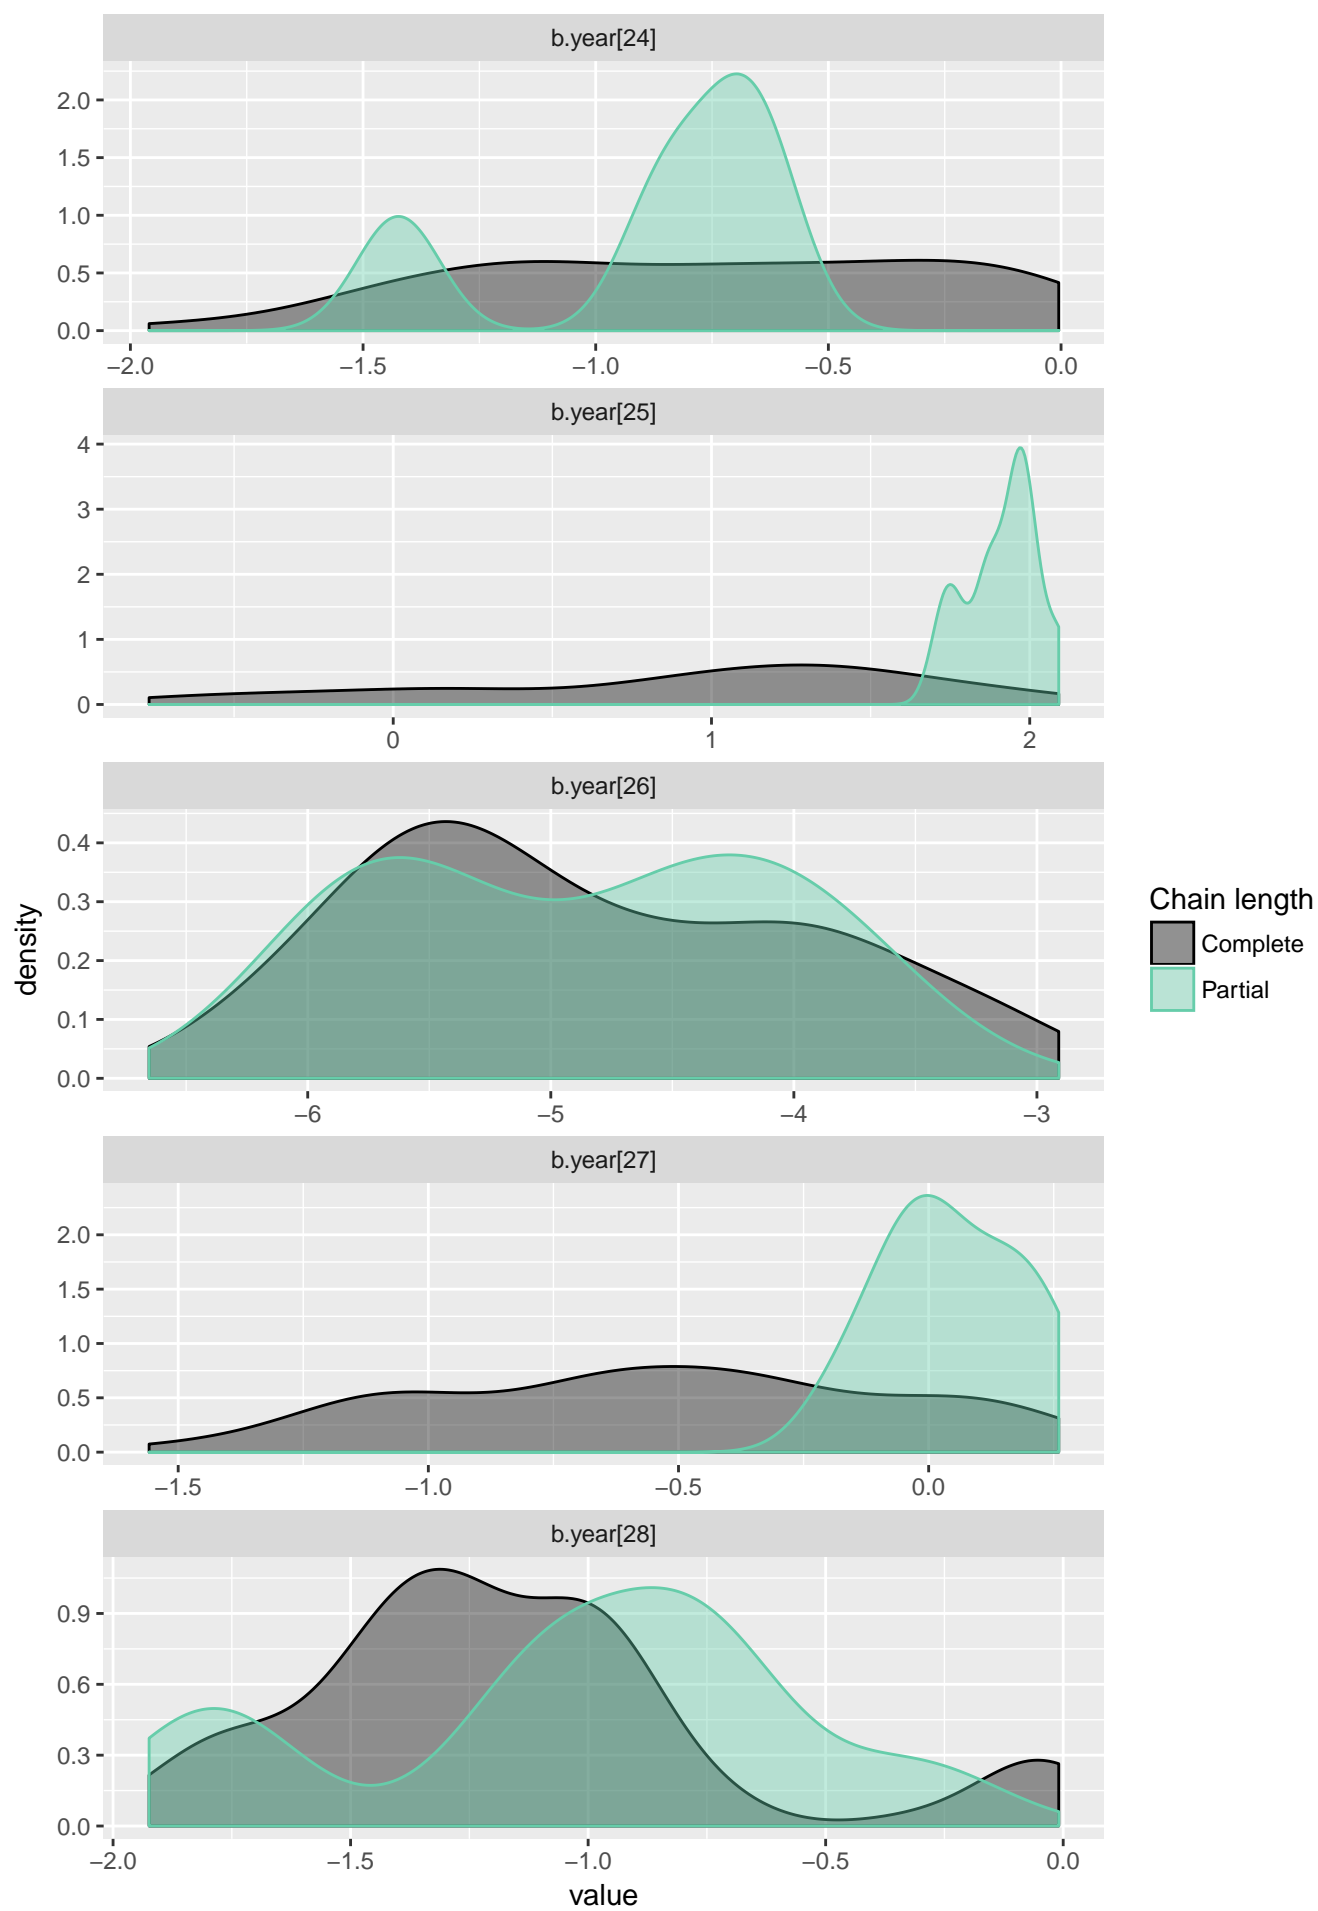 b.year[24]
2.0
1.5
1.0
0.5
0.0
−2.0 −1.5 −1.0 −0.5 0.0
b.year[25]
4
3
2
1
0
0 1 2
b.year[26]
0.4
0.3
0.2
0.1
0.0
−6 −5 −4 −3
density
Chain length
Complete
Partial
b.year[27]
2.0
1.5
1.0
0.5
0.0
−1.5 −1.0 −0.5 0.0
b.year[28]
0.9
0.6
0.3
0.0
−2.0 −1.5 −1.0 −0.5 0.0
value